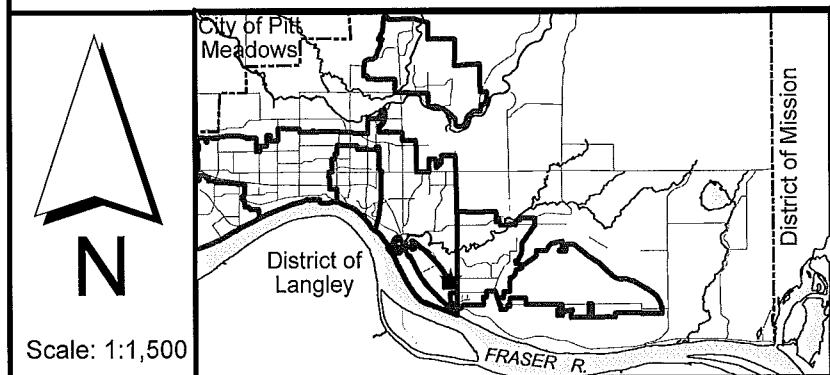 N
Scale: 1:1,500
City of Pitt
Meadows
District of
Langley
FRASER R.
District of Mission